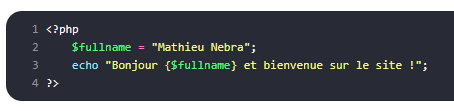 1 <?php
2 $fullname = "Mathieu Nebra";
3 echo "Bonjour {$fullname} et bienvenue sur le site !";
4 ?>